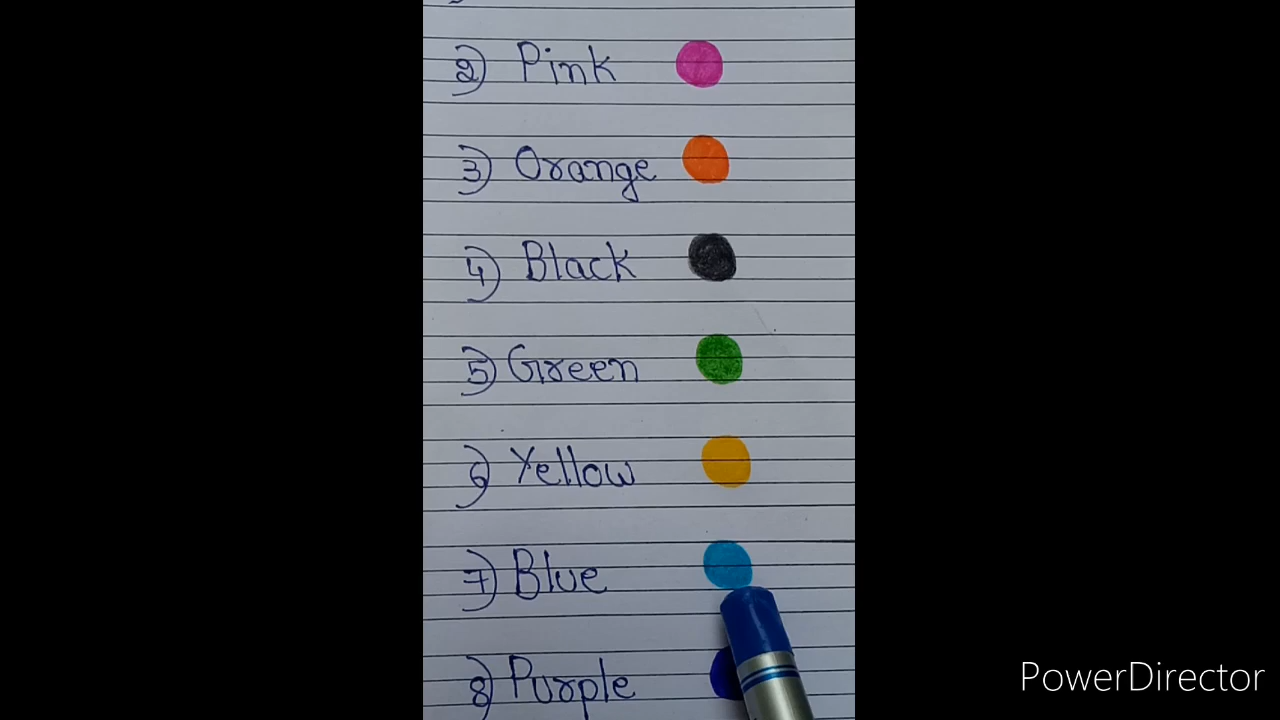 2) Pink
3) Orange
4) Black
5) Green
6) Yellow
7) Blue
8) Purple
PowerDirector